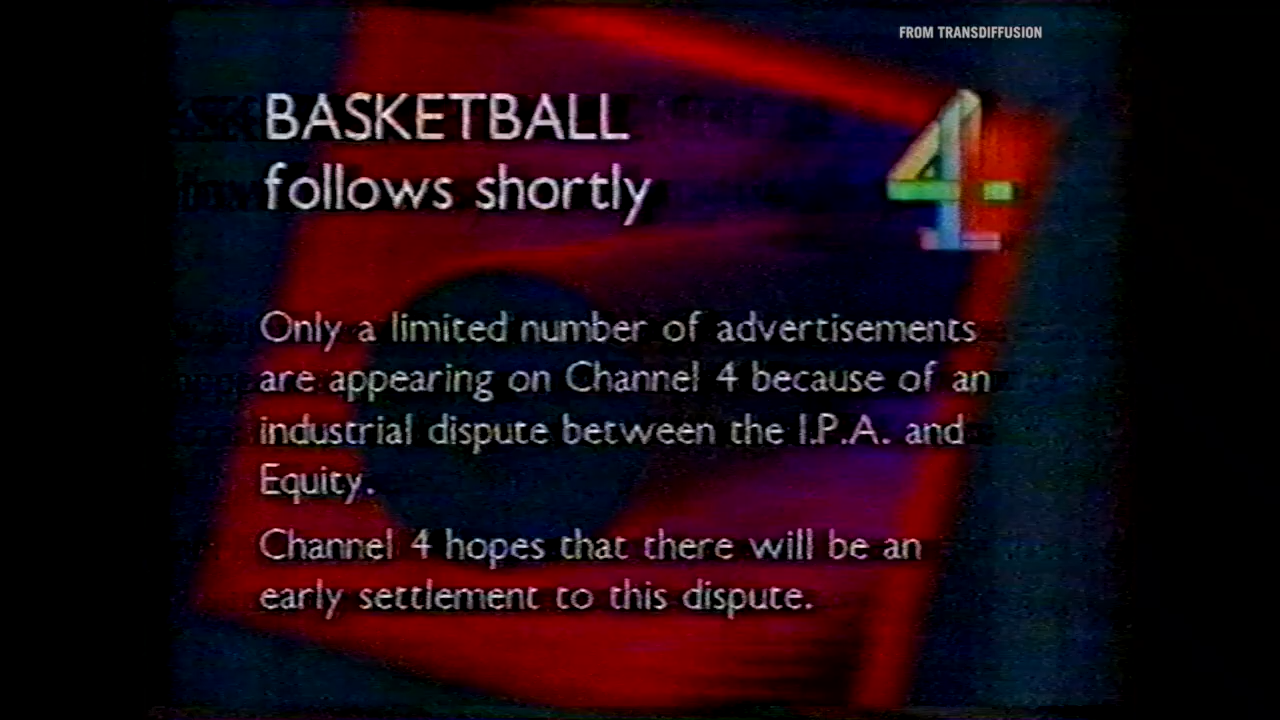 FROM TRANSDIFFUSION
BASKETBALL
follows shortly
4
Only a limited number of advertisements
are appearing on Channel 4 because of an
industrial dispute between the I.P.A. and
Equity.
Channel 4 hopes that there will be an
early settlement to this dispute.